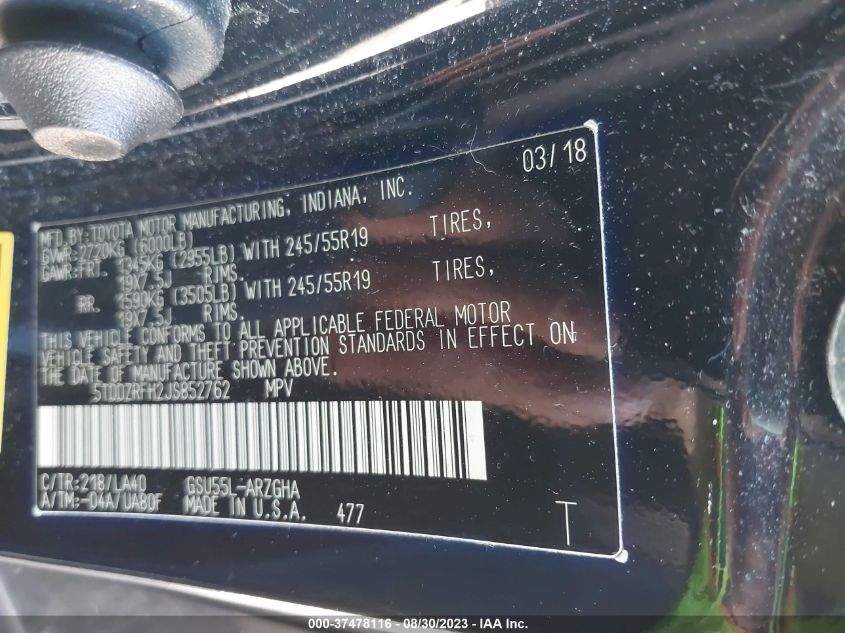 03/18
MFD.BY:TOYOTA MOTOR MANUFACTURING, INDIANA, INC.
GVWR:2720KG (6000LB)
GAWR:FRT. 1345KG (2955LB) WITH 245/55R19 TIRES,
19X7.5J RIMS.
RR. 1590KG (3505LB) WITH 245/55R19 TIRES,
19X7.5J RIMS.
THIS VEHICLE CONFORMS TO ALL APPLICABLE FEDERAL MOTOR
VEHICLE SAFETY AND THEFT PREVENTION STANDARDS IN EFFECT ON
THE DATE OF MANUFACTURE SHOWN ABOVE.
5TDDZRFH2JS852762 MPV
C/TR:218/LA40 GSU55L-ARZGHA
A/TM:-04A/UA80F MADE IN U.S.A. 477
T
000-37478116 - 08/30/2023 - IAA Inc.